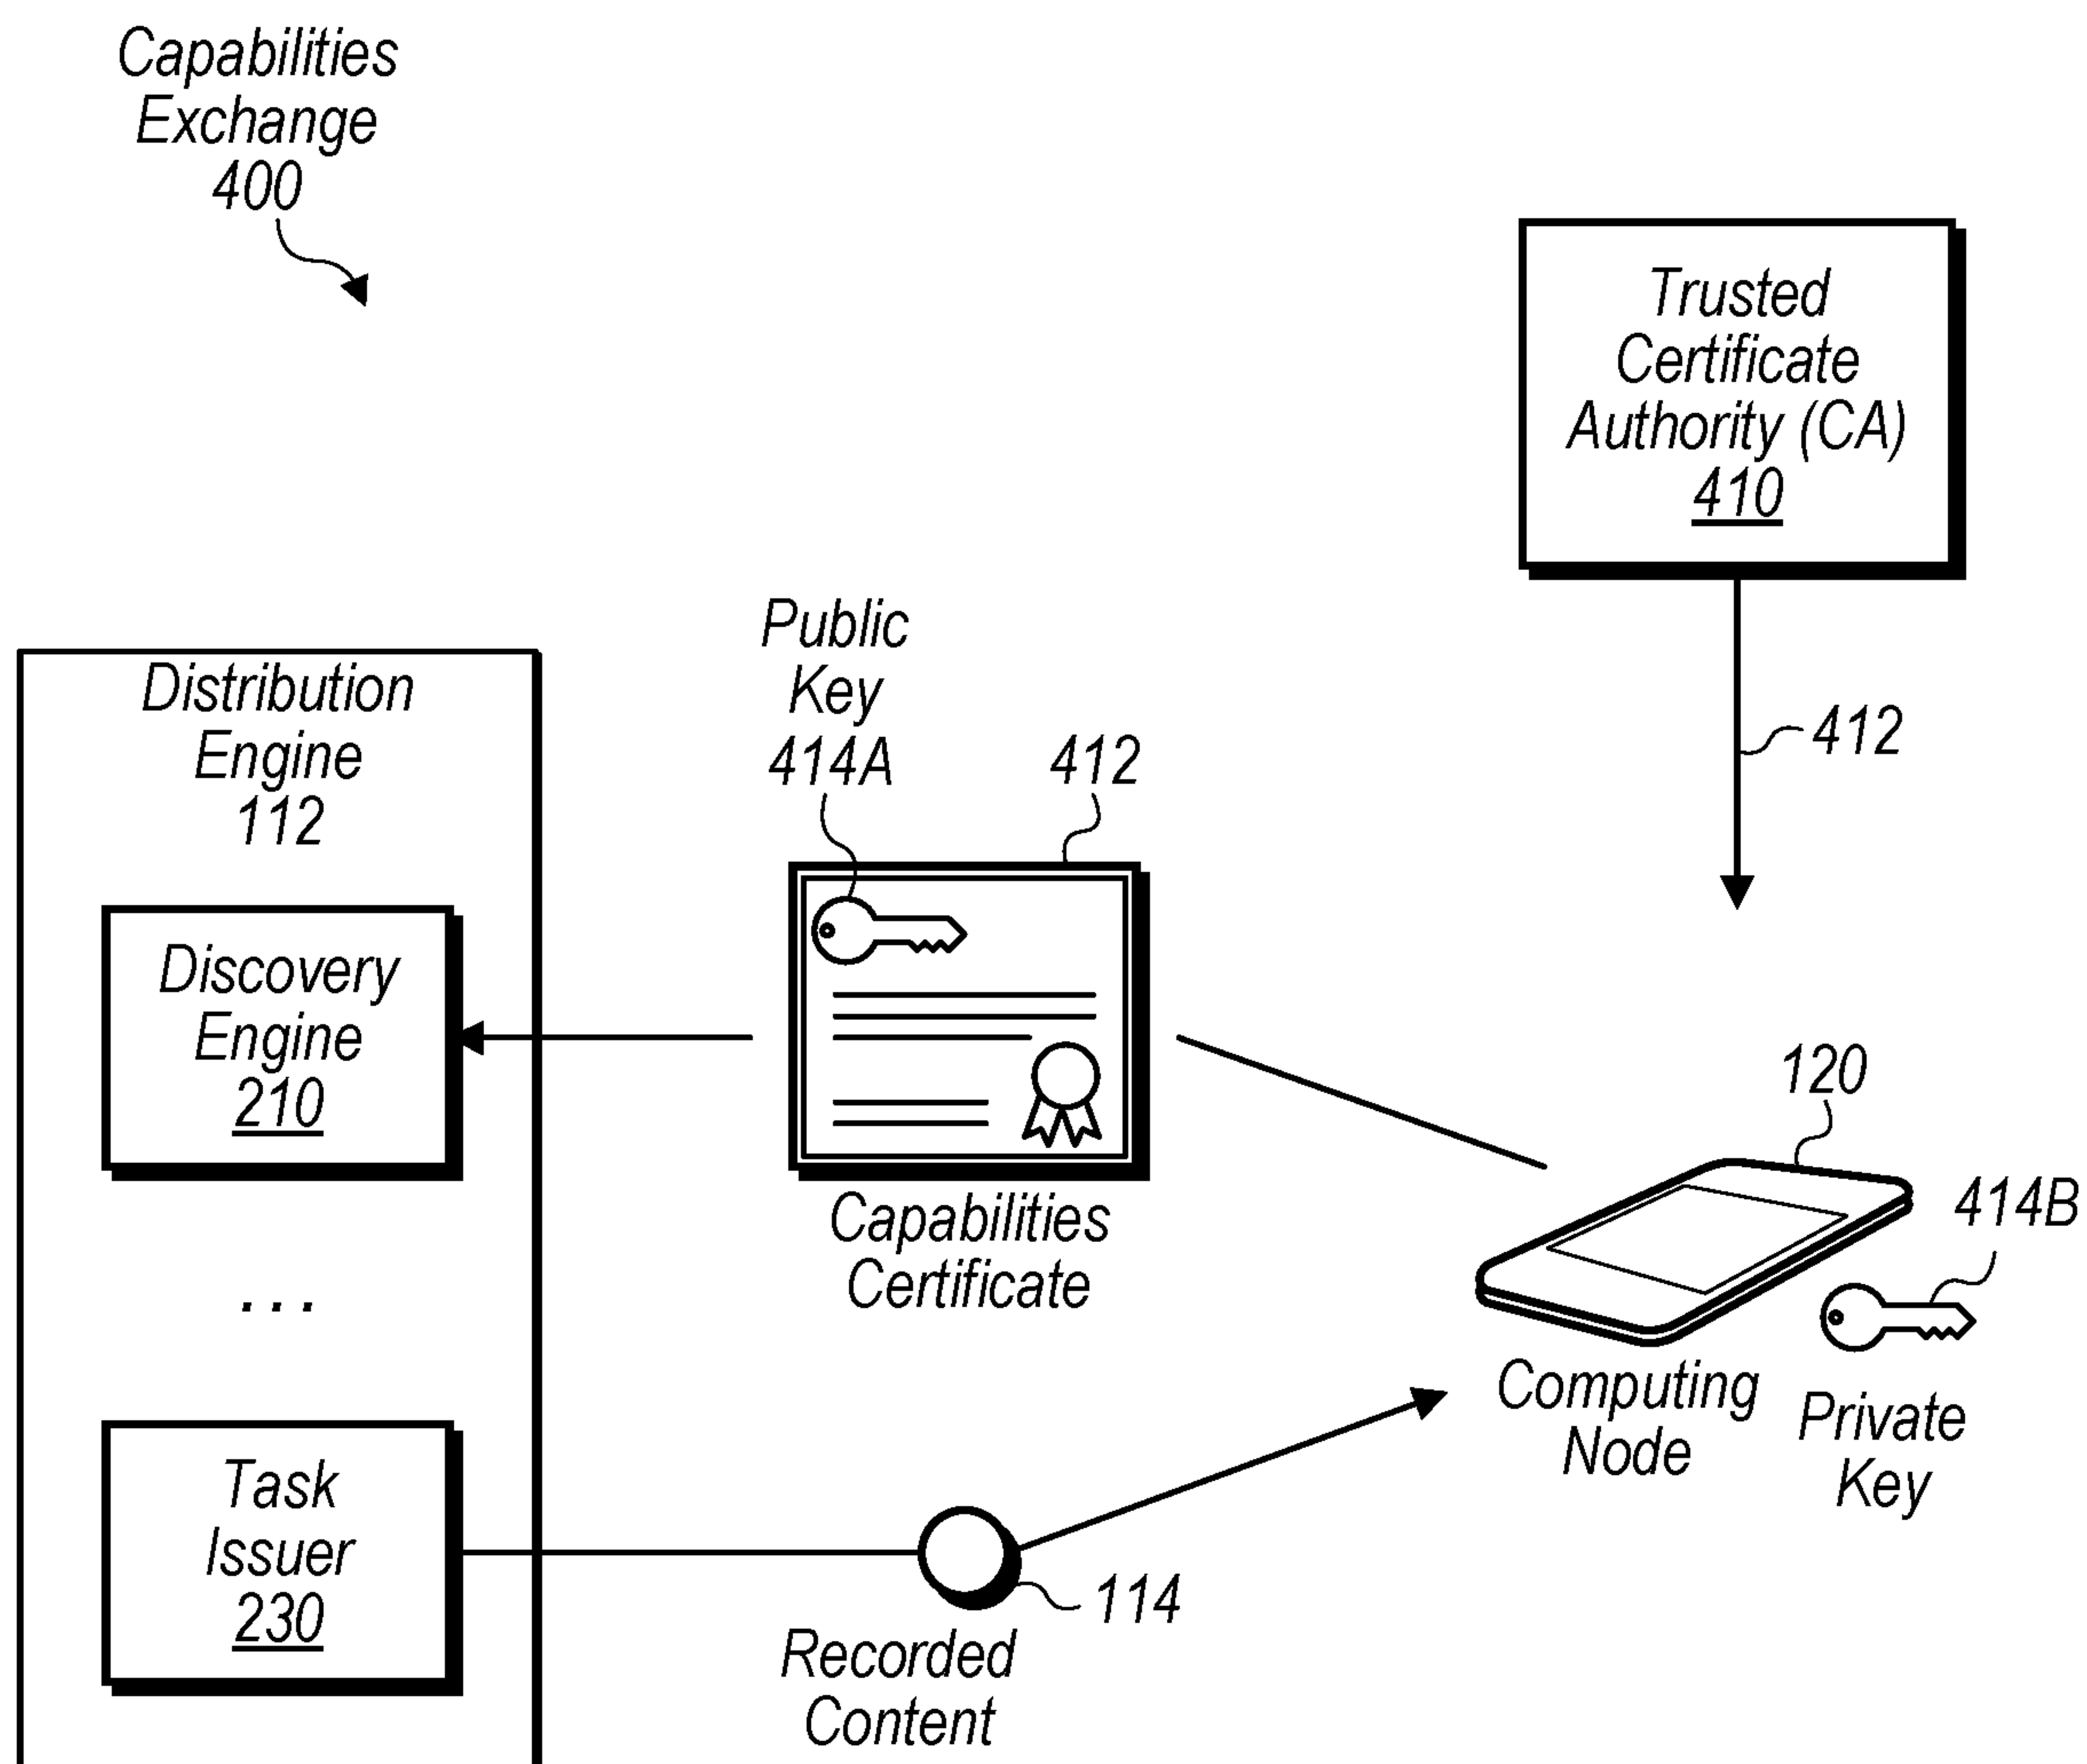 Capabilities
Exchange
400
Trusted
Certificate
Authority (CA)
410
412
Public
Key
414A
412
Distribution
Engine
112
Discovery
Engine
210
Capabilities
Certificate
120
414B
Computing
Node
Private
Key
...
Task
Issuer
230
114
Recorded
Content